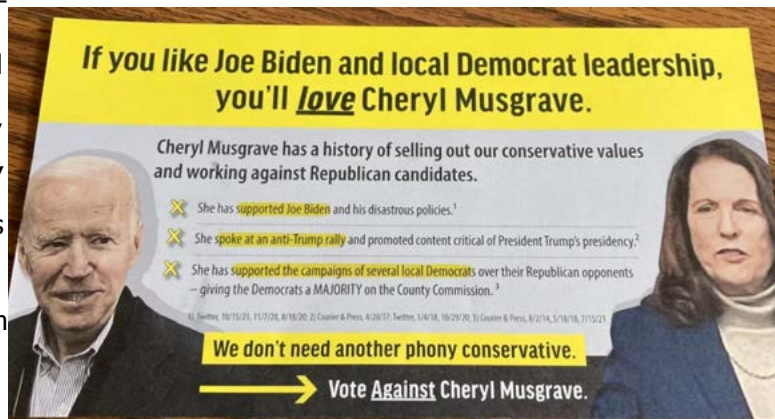 If you like Joe Biden and local Democrat leadership,
you'll love Cheryl Musgrave.
Cheryl Musgrave has a history of selling out our conservative values
and working against Republican candidates.
She has supported Joe Biden and his disastrous policies.¹
She spoke at an anti-Trump rally and promoted content critical of President Trump's presidency.²
She has supported the campaigns of several local Democrats over their Republican opponents
– giving the Democrats a MAJORITY on the County Commission. ³
1) Twitter, 10/15/21, 11/7/20, 8/18/20; 2) Courier & Press, 4/20/17; Twitter, 1/4/18, 10/29/20; 3) Courier & Press, 8/2/14, 5/18/18, 7/15/21
We don't need another phony conservative.
Vote Against Cheryl Musgrave.